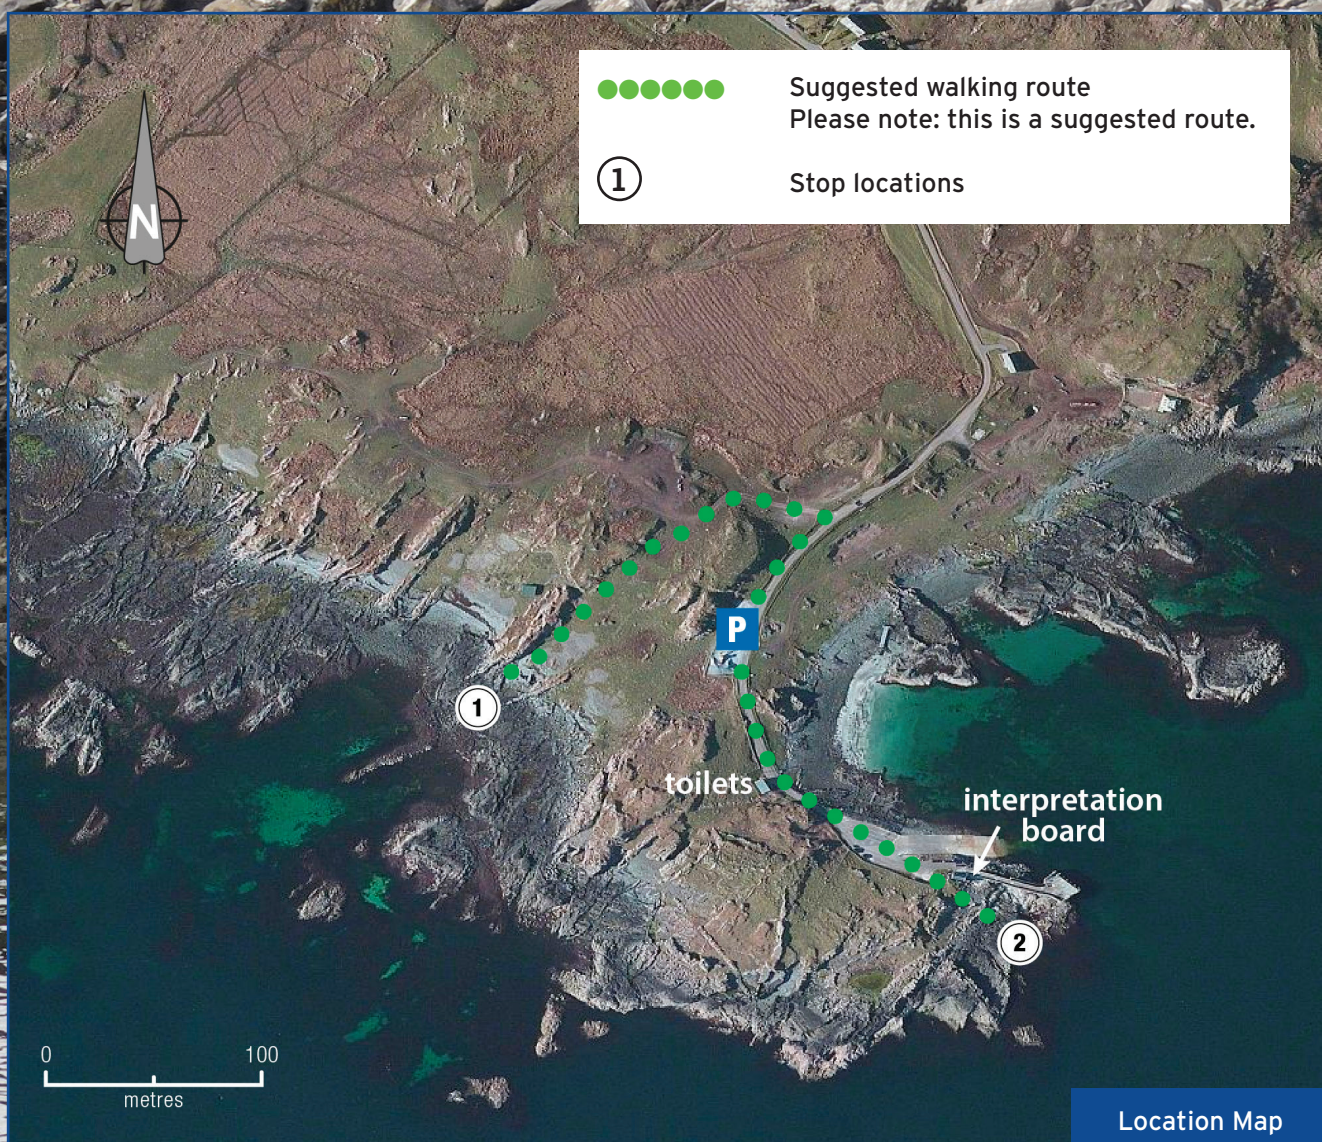 Suggested walking route
Please note: this is a suggested route.
1
Stop locations
N
P
1
toilets
interpretation
board
2
0 100
metres
Location Map